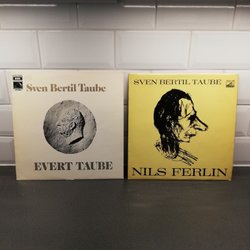 Sven Bertil Taube
EVERT TAUBE
SVEN BERTIL TAUBE
NILS FERLIN